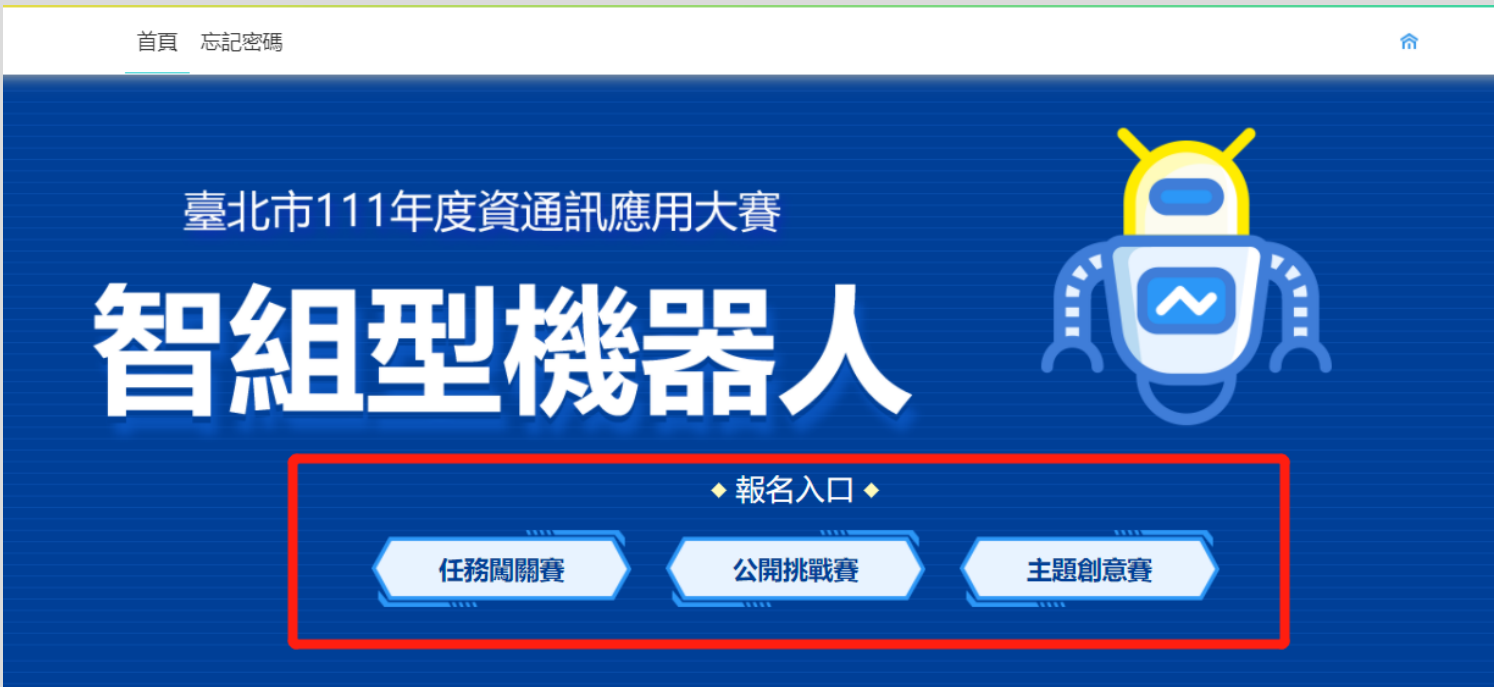 首頁 忘記密碼
臺北市111年度資通訊應用大賽
智組型機器人
報名入口
任務闖關賽 公開挑戰賽 主題創意賽